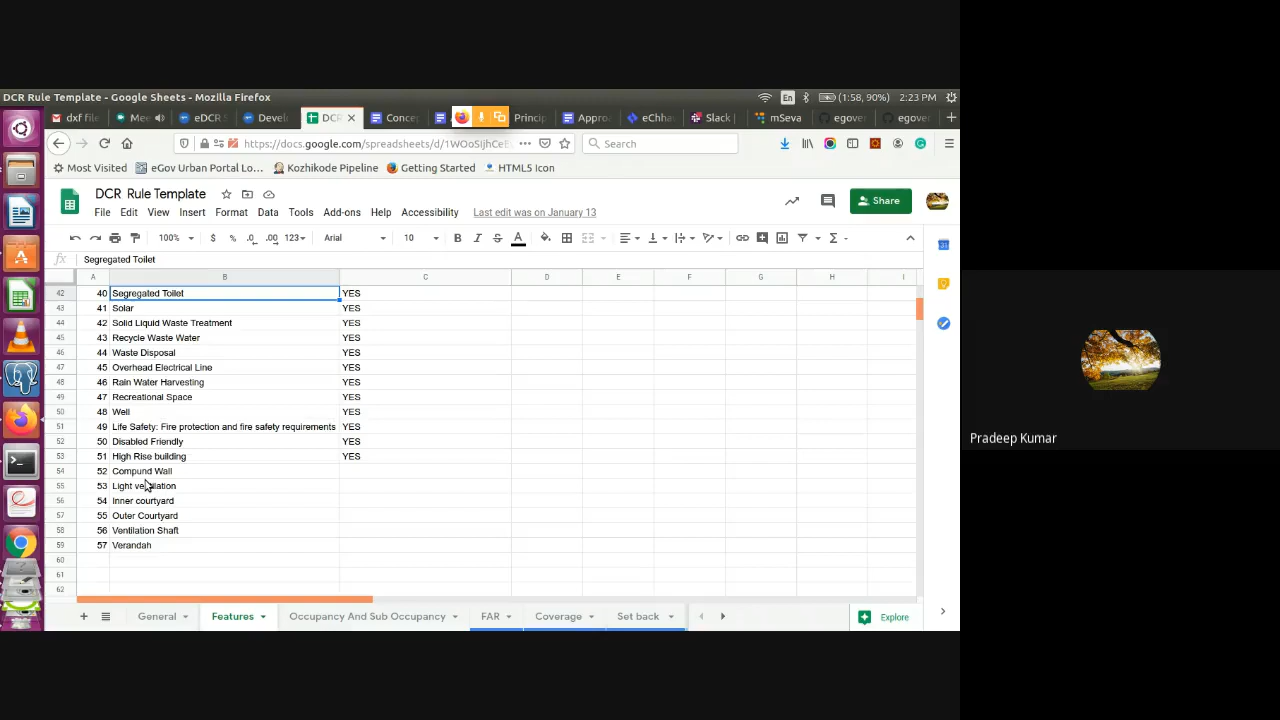 DCR Rule Template - Google Sheets - Mozilla Firefox
En (1:58, 90%) 2:23 PM
dxf file Mee eDCR Develo DCR Conce Princip Appro eChha Slack mSeva egover egover
https://docs.google.com/spreadsheets/d/1WOoSIjhCeB Search
Most Visited eGov Urban Portal Lo... Kozhikode Pipeline Getting Started HTML5 Icon
DCR Rule Template
Share
File Edit View Insert Format Data Tools Add-ons Help Accessibility Last edit was on January 13
100% $ % .0 .00 123 Arial 10 B I S A Σ
fx Segregated Toilet
A B C D E F G H I
42 40 Segregated Toilet YES
43 41 Solar YES
44 42 Solid Liquid Waste Treatment YES
45 43 Recycle Waste Water YES
46 44 Waste Disposal YES
47 45 Overhead Electrical Line YES
48 46 Rain Water Harvesting YES
49 47 Recreational Space YES
50 48 Well YES
51 49 Life Safety: Fire protection and fire safety requirements YES
52 50 Disabled Friendly YES
53 51 High Rise building YES
54 52 Compund Wall
55 53 Light ventilation
56 54 Inner courtyard
57 55 Outer Courtyard
58 56 Ventilation Shaft
59 57 Verandah
60
61
62
General Features Occupancy And Sub Occupancy FAR Coverage Set back Explore
Pradeep Kumar